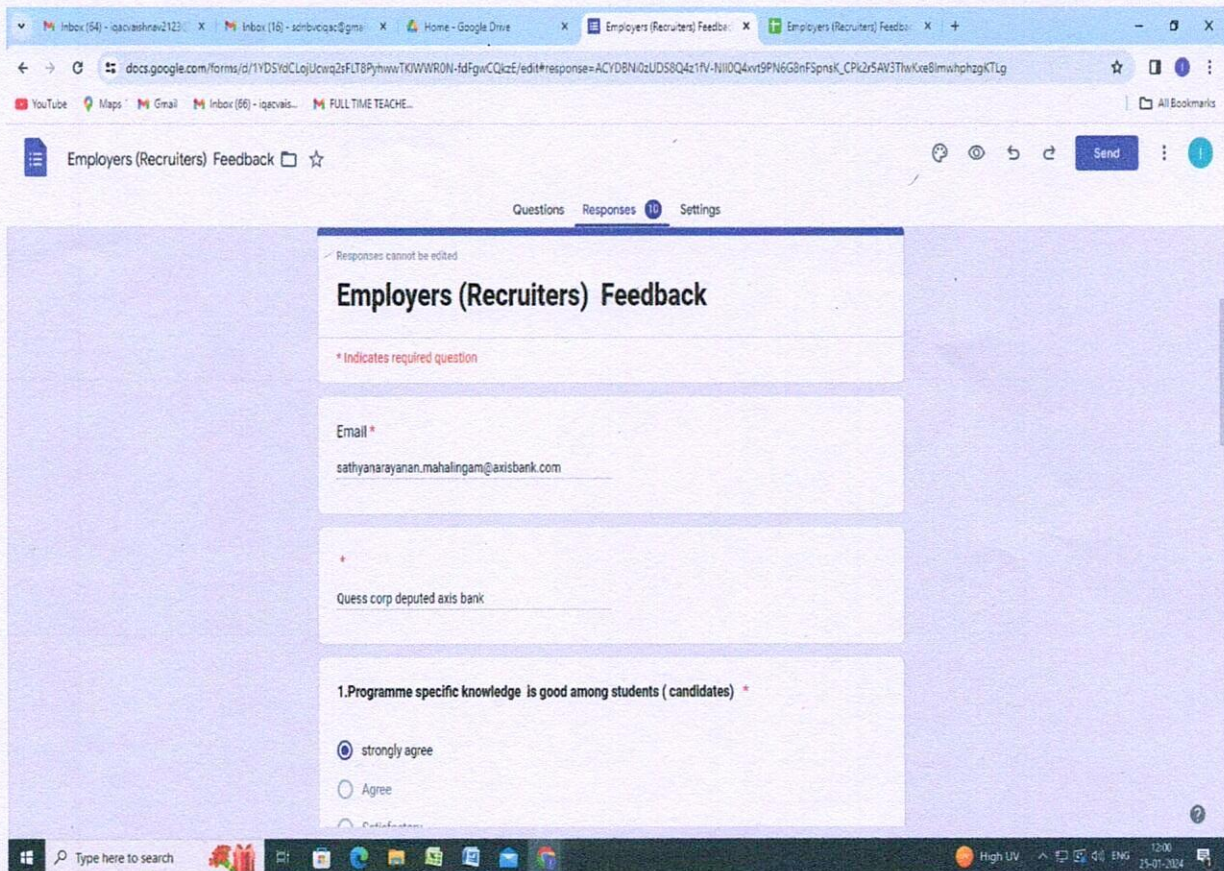 Inbox (64) - iqacvaishnav2123
Inbox (16) - sdnbvciqac@gma
Home - Google Drive
Employers (Recruiters) Feedbac
Employers (Recruiters) Feedbac
YouTube
Maps
Gmail
Inbox (66) - iqacvais...
FULL TIME TEACHE...
All Bookmarks
Employers (Recruiters) Feedback
Send
Questions
Responses 10
Settings
Responses cannot be edited
Employers (Recruiters) Feedback
* Indicates required question
Email *
sathyanarayanan.mahalingam@axisbank.com
*
Quess corp deputed axis bank
1.Programme specific knowledge is good among students ( candidates) *
strongly agree
Agree
Type here to search
High UV
ENG
12:00
25-01-2024